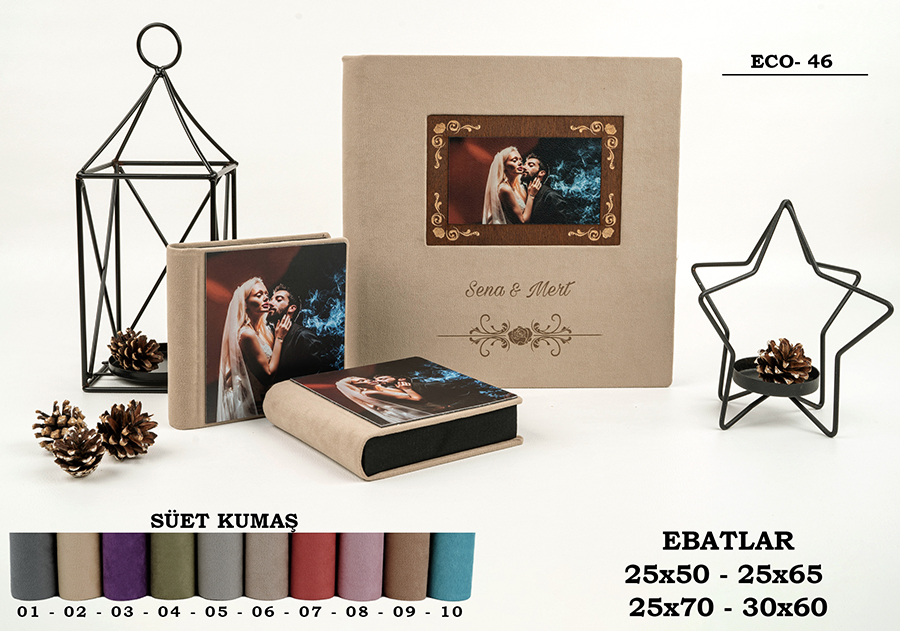 ECO- 46
Sena & Mert
SÜET KUMAŞ
01 - 02 - 03 - 04 - 05 - 06 - 07 - 08 - 09 - 10
EBATLAR
25x50 - 25x65
25x70 - 30x60